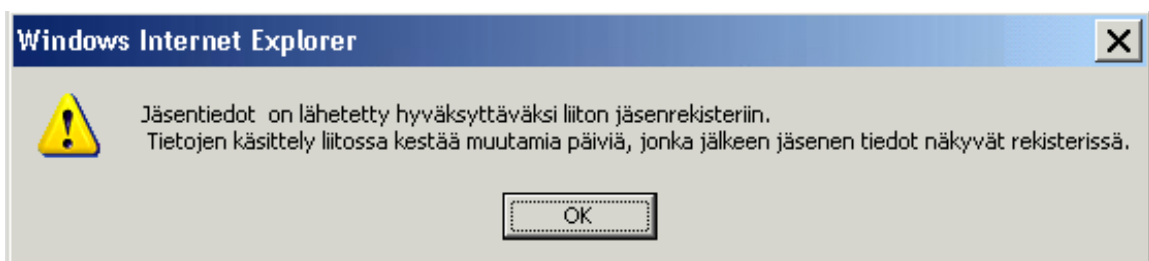 Windows Internet Explorer
Jäsentiedot on lähetetty hyväksyttäväksi liiton jäsenrekisteriin.
Tietojen käsittely liitossa kestää muutamia päiviä, jonka jälkeen jäsenen tiedot näkyvät rekisterissä.
OK